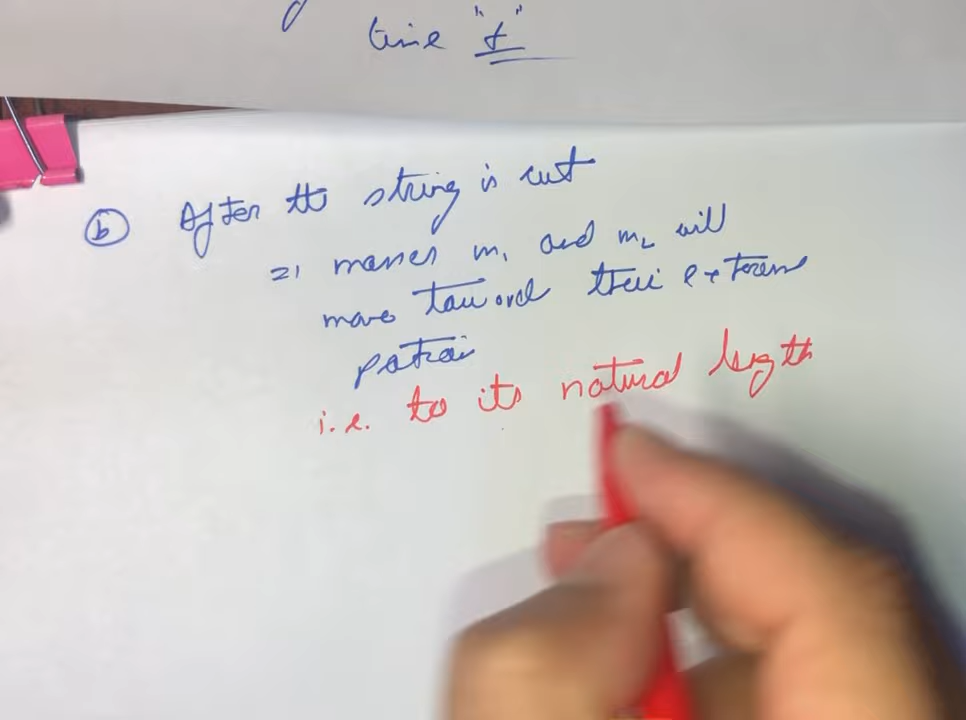 time "t"
(b) After the string is cut
=) masses m₁ and m₂ will
move toward their extreme
i.e. to its natural length